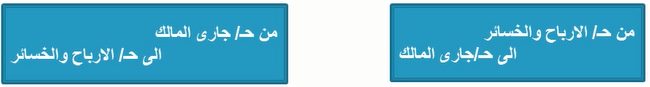 من حـ/ الارباح والخسائر
الى حـ/جارى المالك
من حـ/ جارى المالك
الى حـ/ الارباح والخسائر